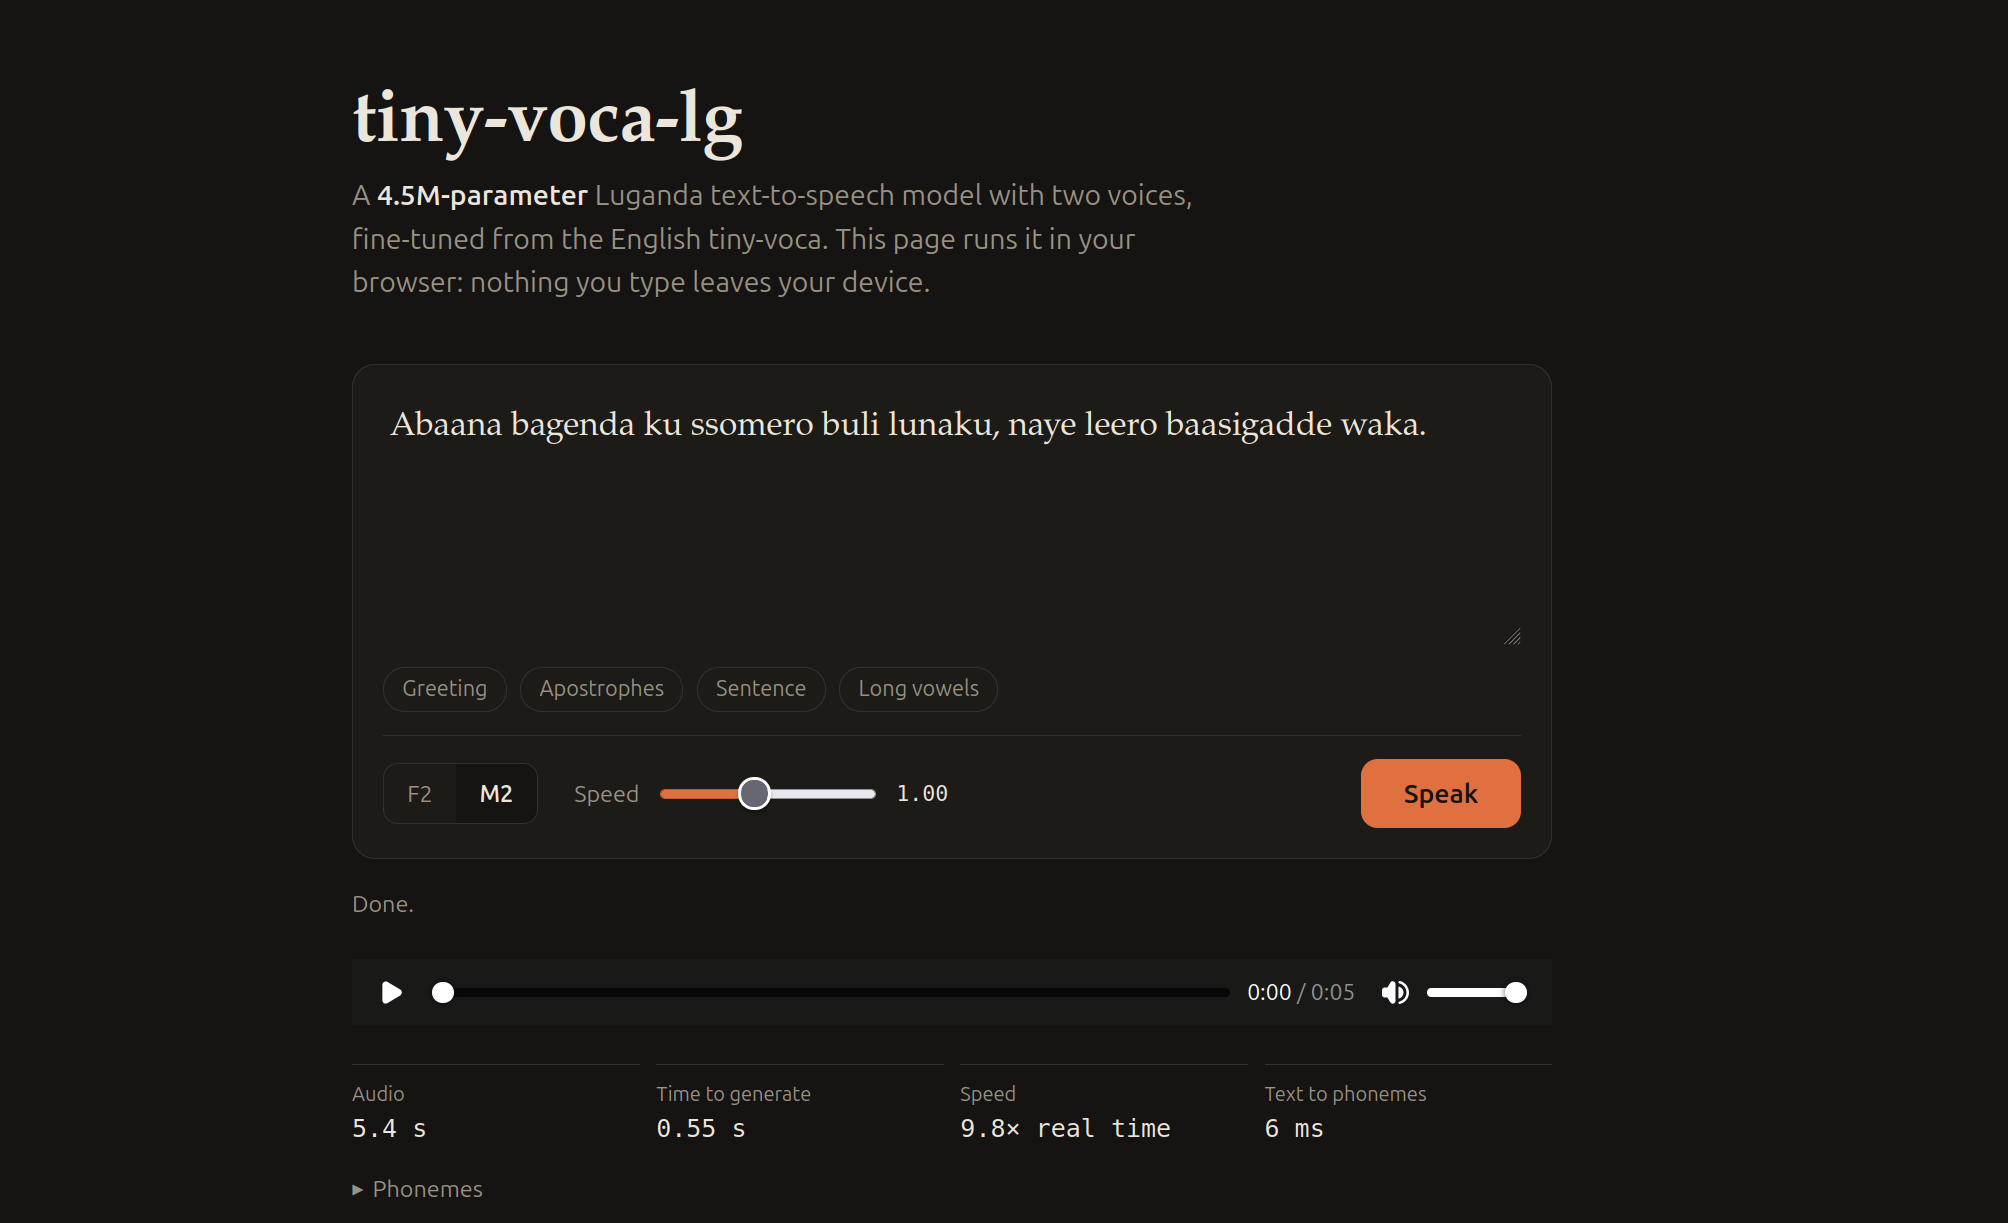 tiny-voca-lg
A 4.5M-parameter Luganda text-to-speech model with two voices,
fine-tuned from the English tiny-voca. This page runs it in your
browser: nothing you type leaves your device.
Abaana bagenda ku ssomero buli lunaku, naye leero baasigadde waka.
Greeting Apostrophes Sentence Long vowels
F2 M2 Speed 1.00 Speak
Done.
0:00 / 0:05
Audio Time to generate Speed Text to phonemes
5.4 s 0.55 s 9.8× real time 6 ms
Phonemes